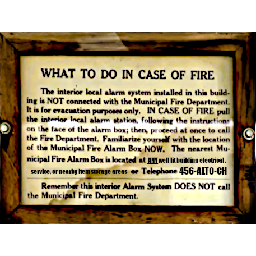 WHAT TO DO IN CASE OF FIRE
The interior local alarm system installed in this build-
ing is NOT connected with the Municipal Fire Department.
It is for evacuation purposes only. IN CASE OF FIRE pull
the interior local alarm station, following the instructions
on the face of the alarm box; then, proceed at once to call
the Fire Department. Familiarize yourself with the location
of the Municipal Fire Alarm Box NOW. The nearest Mu-
nicipal Fire Alarm Box is located at any well lit building
service, or nearby storage areas or Telephone 456-ALTO-CH
Remember this interior Alarm System DOES NOT call
the Municipal Fire Department.